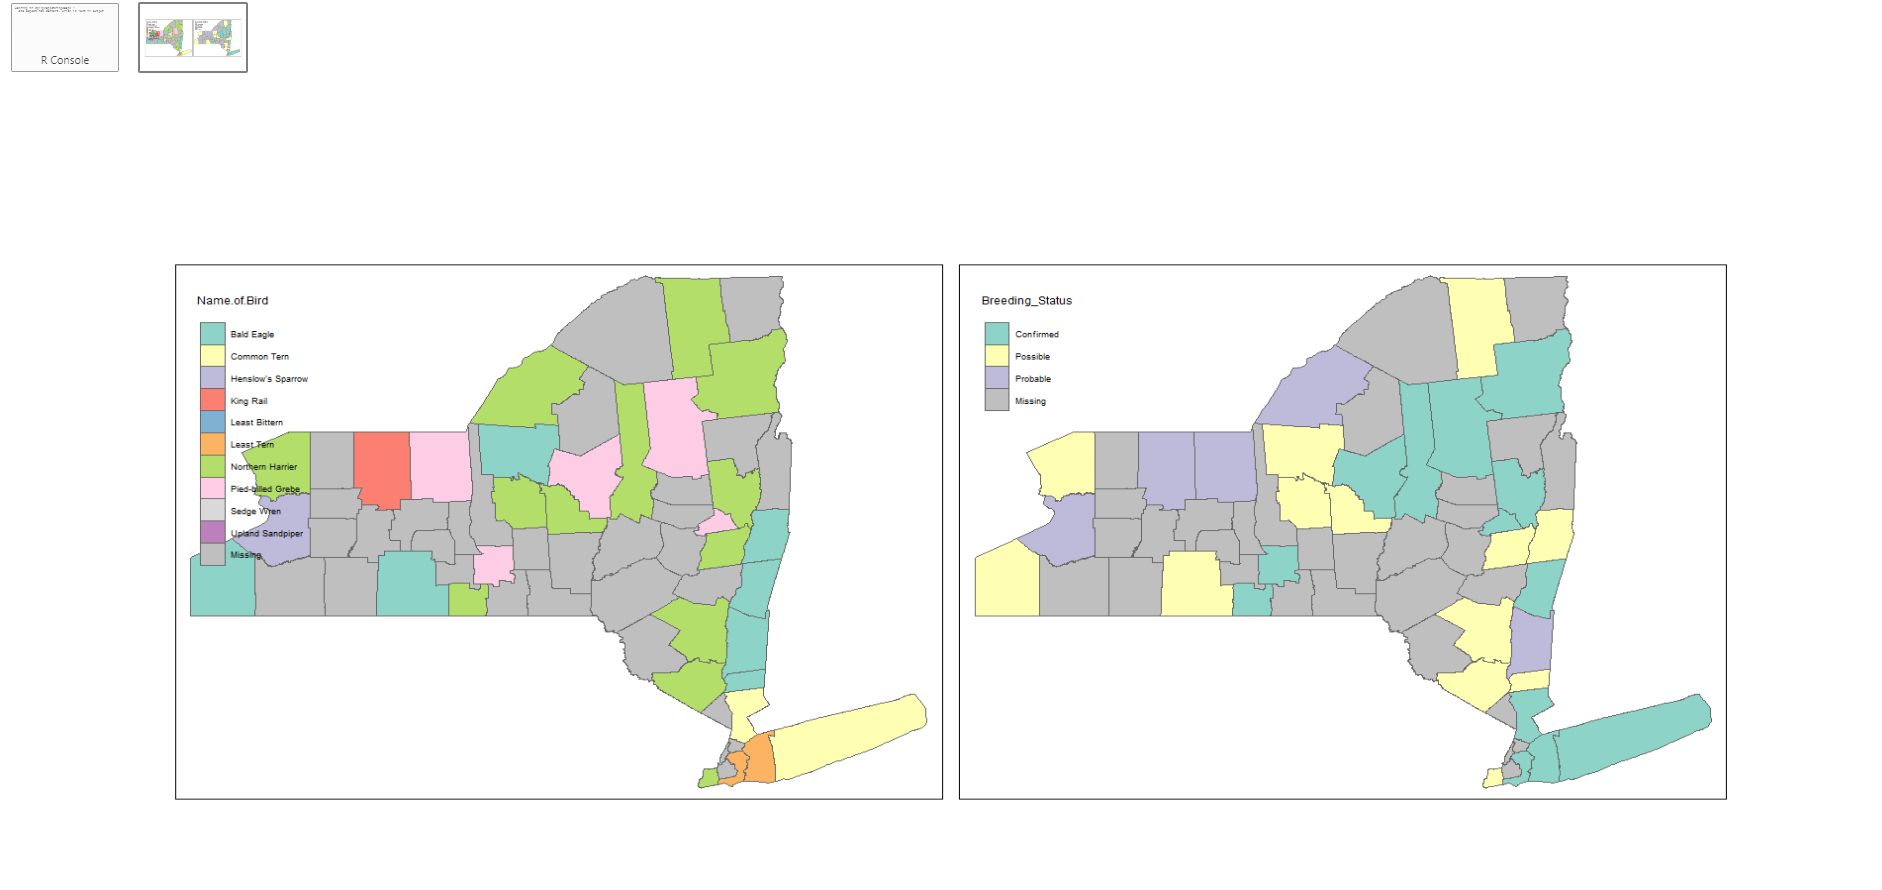 R Console
Name.of.Bird
Bald Eagle
Common Tern
Henslow's Sparrow
King Rail
Least Bittern
Least Tern
Northern Harrier
Pied-billed Grebe
Sedge Wren
Upland Sandpiper
Missing
Breeding_Status
Confirmed
Possible
Probable
Missing